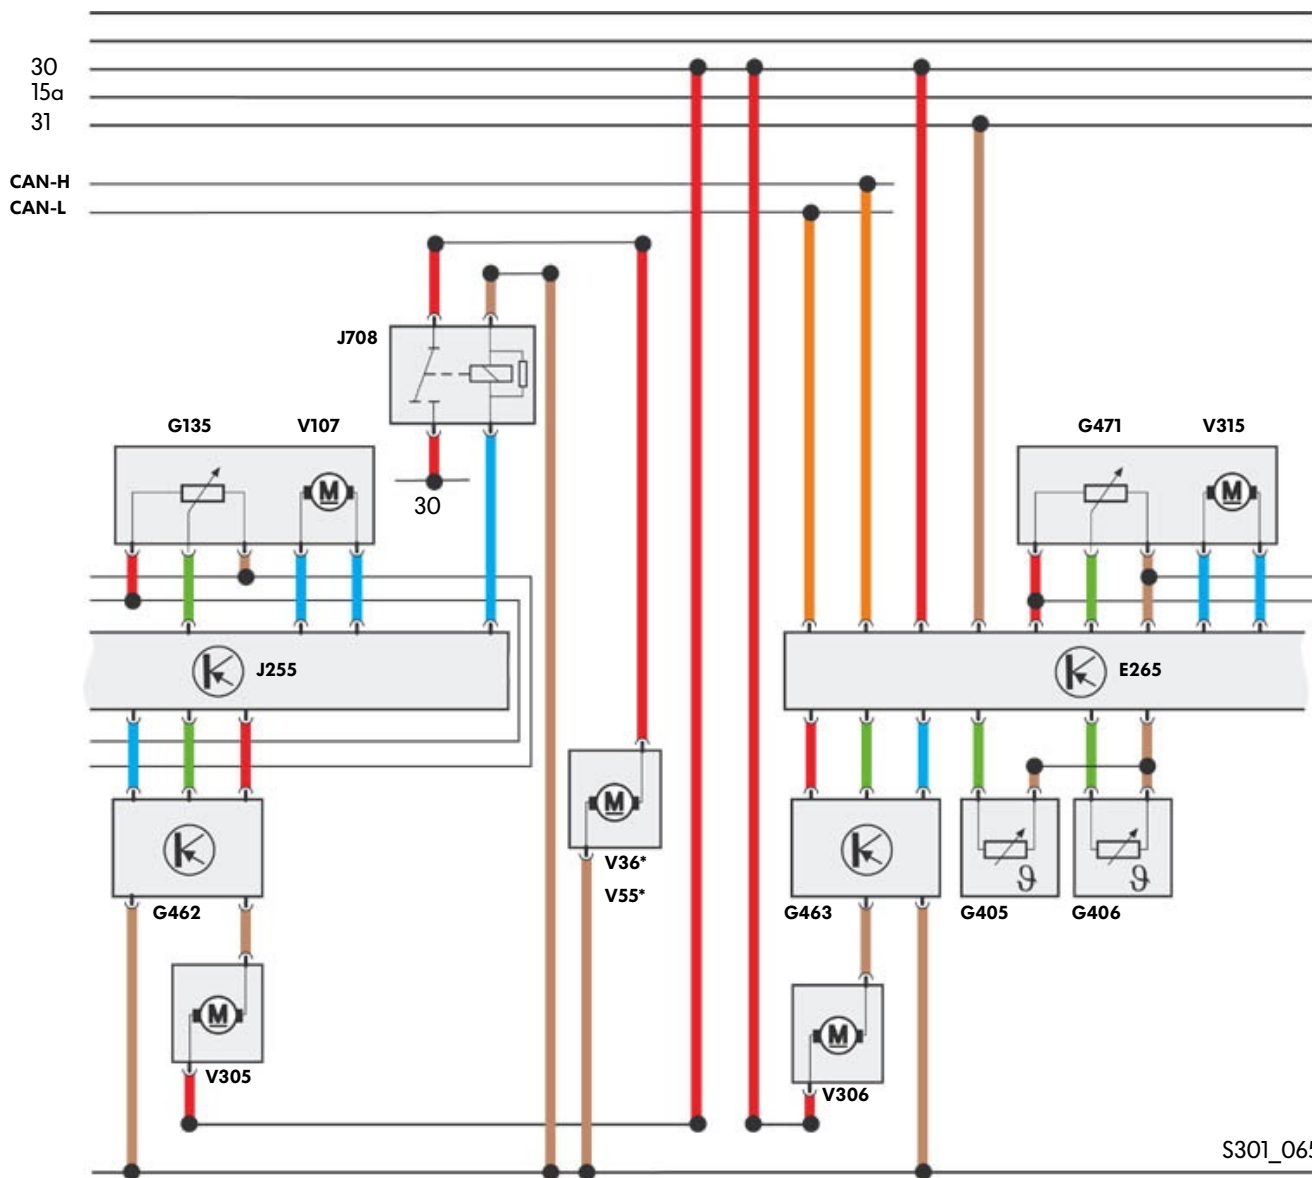 30
15a
31
CAN-H
CAN-L
J708
G135 V107
G471 V315
M
M
30
J255
E265
M
V36*
V55*
ϑ
ϑ
G462
G463
G405
G406
M
M
V305
V306
S301_065